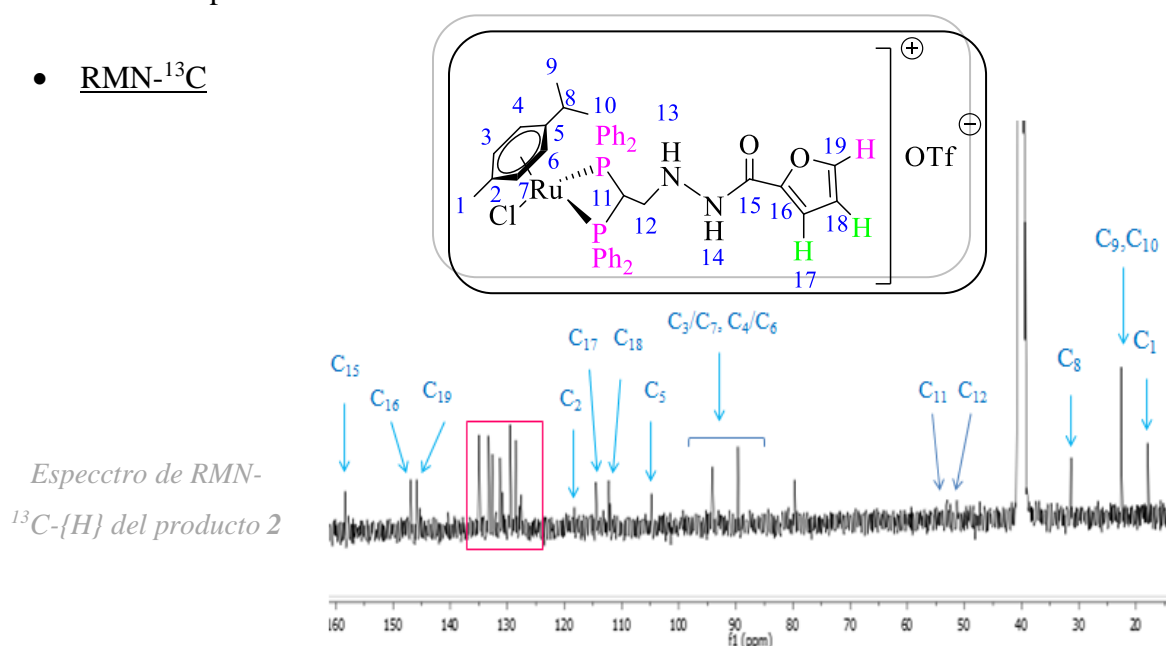 • RMN-¹³C
9
4
8
10
3
5
Ph₂
13
6
P
H
N
O
O
19
H
⊕
⊖
OTf
2
7
Ru
11
N
15
16
18
H
1
Cl
P
12
H
H
Ph₂
14
17
C₉,C₁₀
C₃/C₇, C₄/C₆
C₁₇
C₁₈
C₁
C₁₅
C₈
C₁₆
C₁₉
C₂
C₅
C₁₁
C₁₂
Especctro de RMN-
¹³C-{H} del producto 2
160 150 140 130 120 110 100 90 80 70 60 50 40 30 20
f1 (ppm)